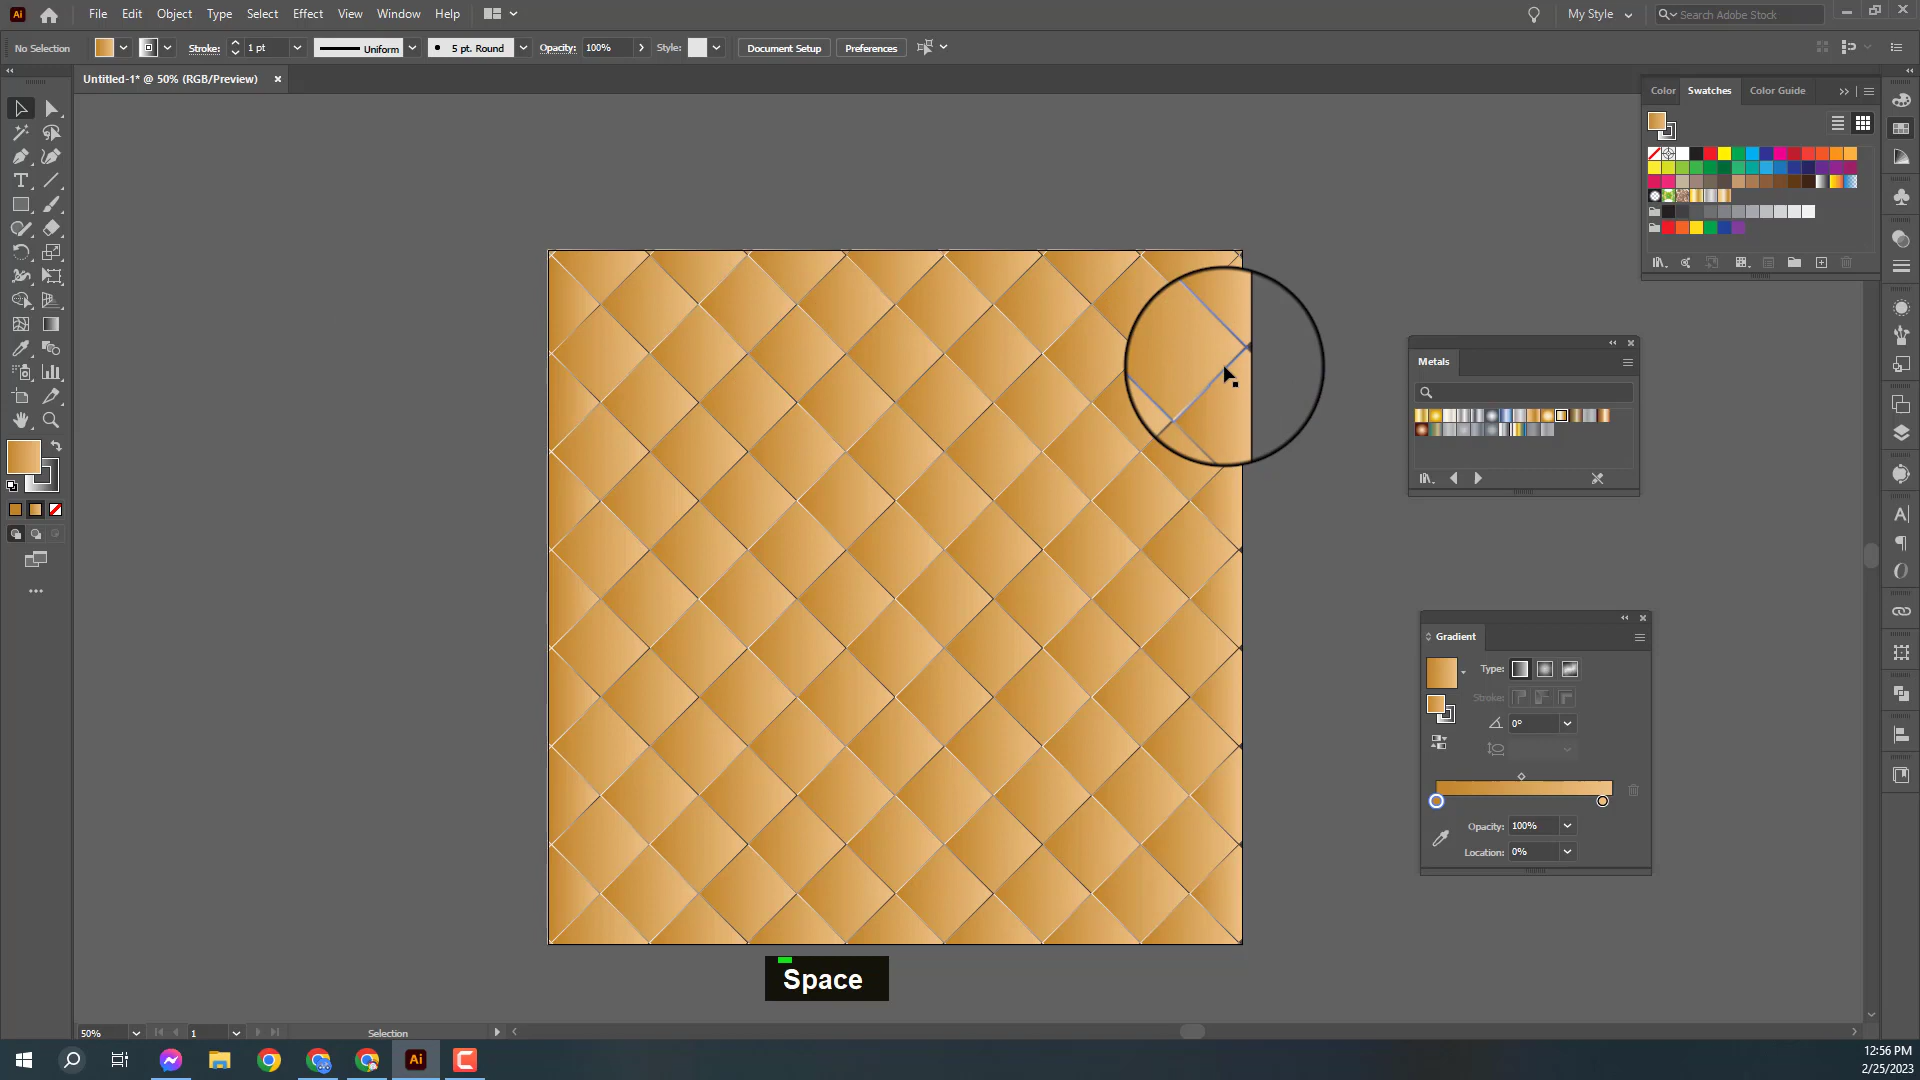 Ai
File Edit Object Type Select Effect View Window Help
My Style
Search Adobe Stock
No Selection
Stroke: 1 pt
Uniform
5 pt. Round
Opacity: 100%
Style:
Document Setup
Preferences
Untitled-1* @ 50% (RGB/Preview)
Color Swatches Color Guide
Metals
Gradient
Type:
Stroke:
0°
Opacity: 100%
Location: 0%
Space
50%
1
Selection
Ai
12:56 PM
2/25/2023